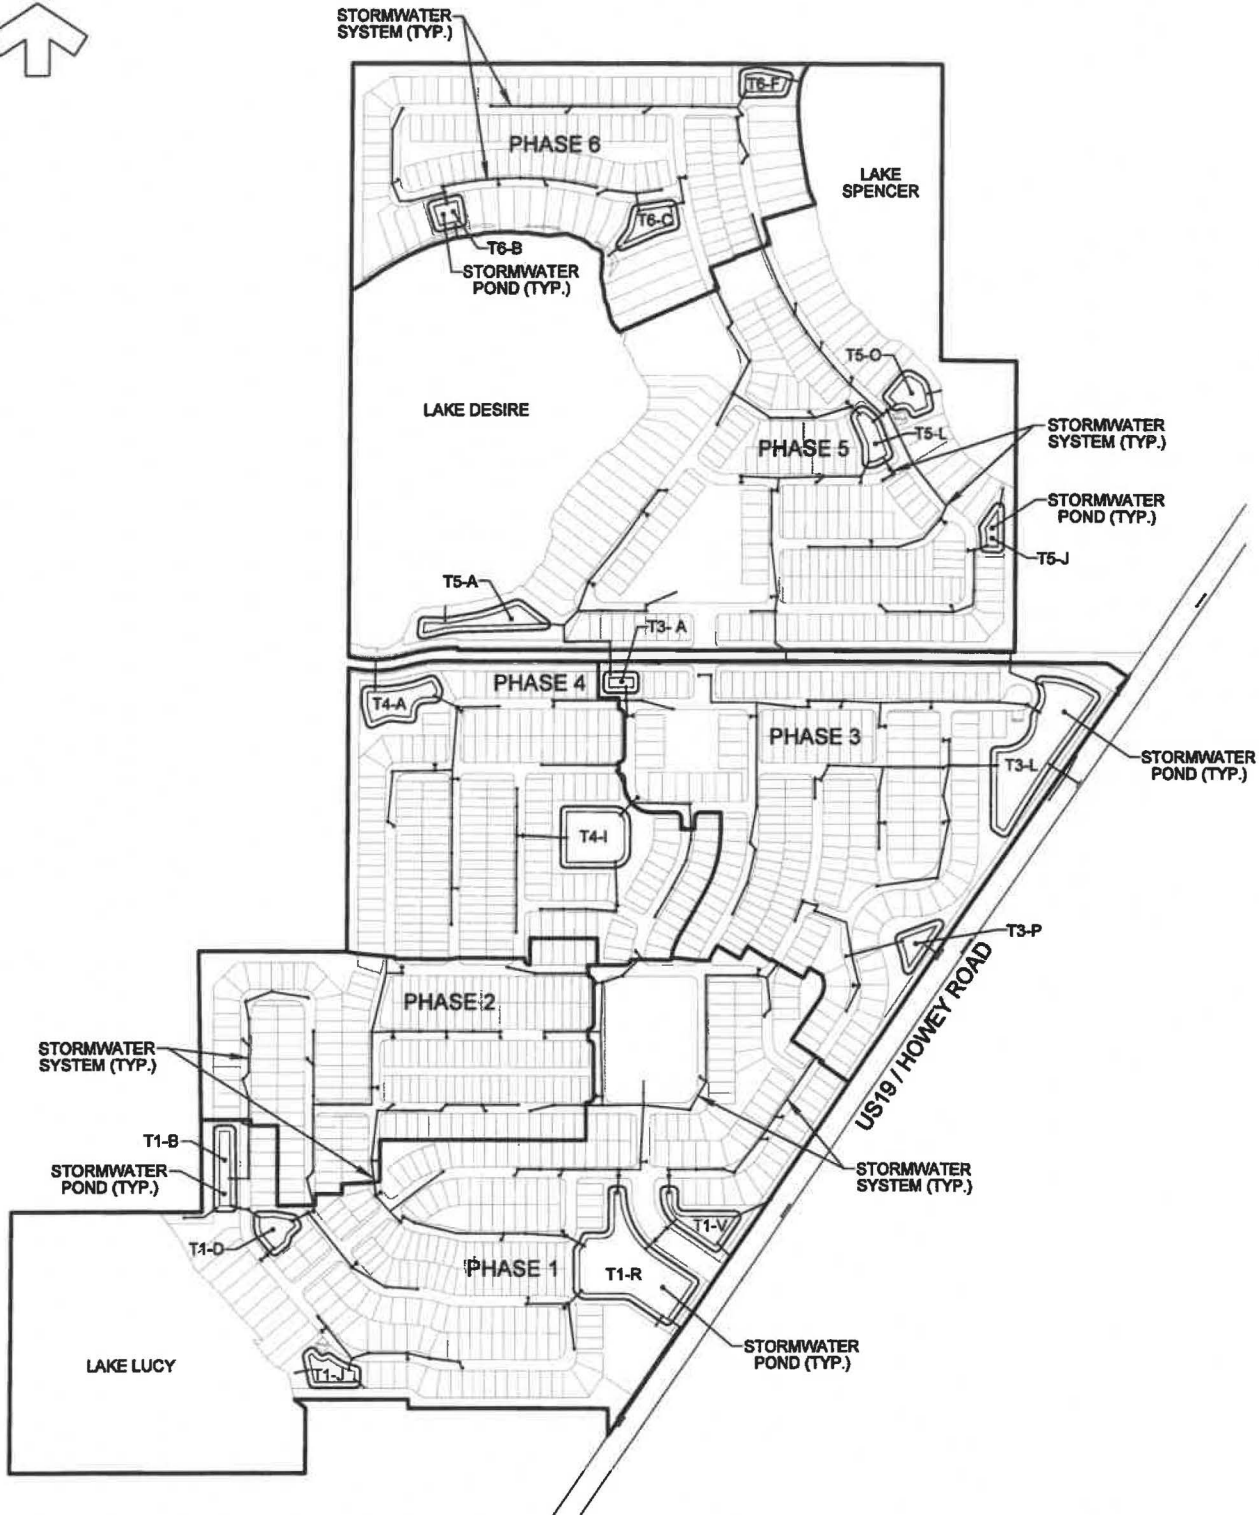 STORMWATER
SYSTEM (TYP.)
T6-F
PHASE 6
LAKE
SPENCER
T6-C
T6-B
STORMWATER
POND (TYP.)
T5-O
LAKE DESIRE
STORMWATER
SYSTEM (TYP.)
T5-L
PHASE 5
STORMWATER
POND (TYP.)
T5-J
T5-A
T3- A
PHASE 4
T4-A
PHASE 3
STORMWATER
POND (TYP.)
T3-L
T4-I
T3-P
US19 / HOWEY ROAD
PHASE 2
STORMWATER
SYSTEM (TYP.)
T1-B
STORMWATER
POND (TYP.)
STORMWATER
SYSTEM (TYP.)
T1-V
T1-D
PHASE 1
T1-R
STORMWATER
POND (TYP.)
LAKE LUCY
T1-J